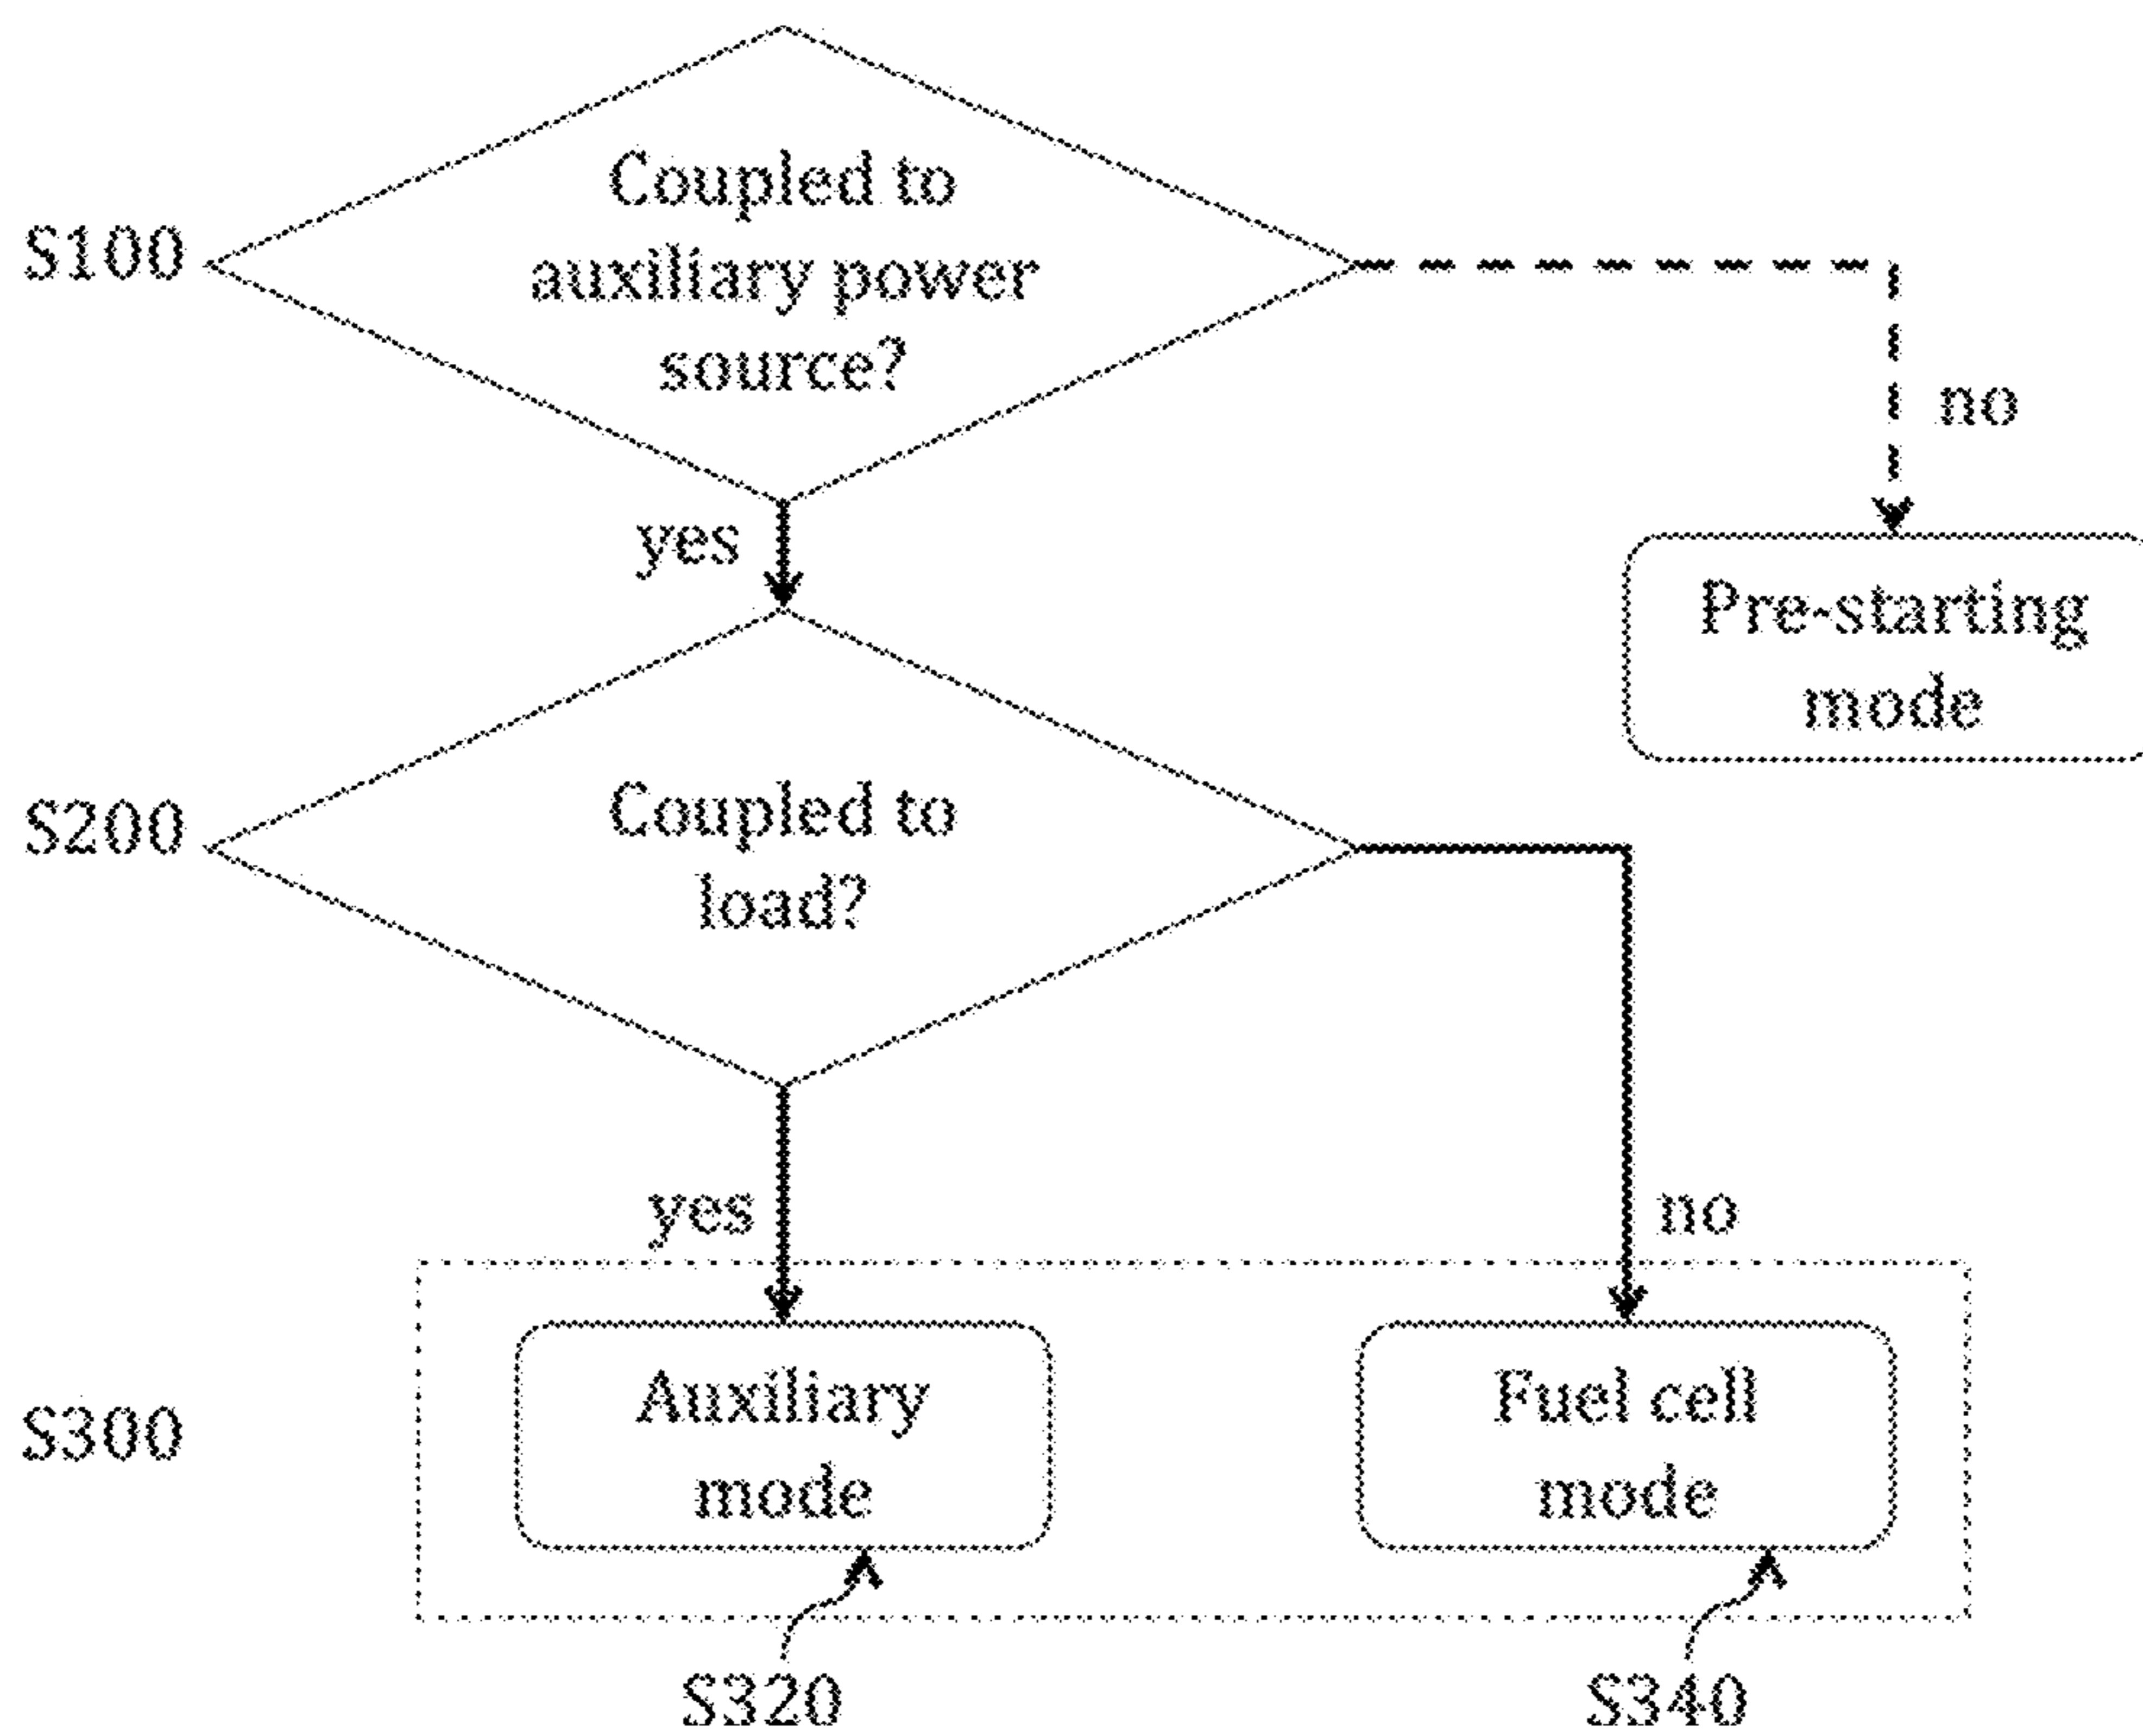 Coupled to
auxiliary power
source?
S100
no
yes
Pre-starting
mode
Coupled to
load?
S200
yes
no
Auxiliary
mode
Fuel cell
mode
S300
S320
S340